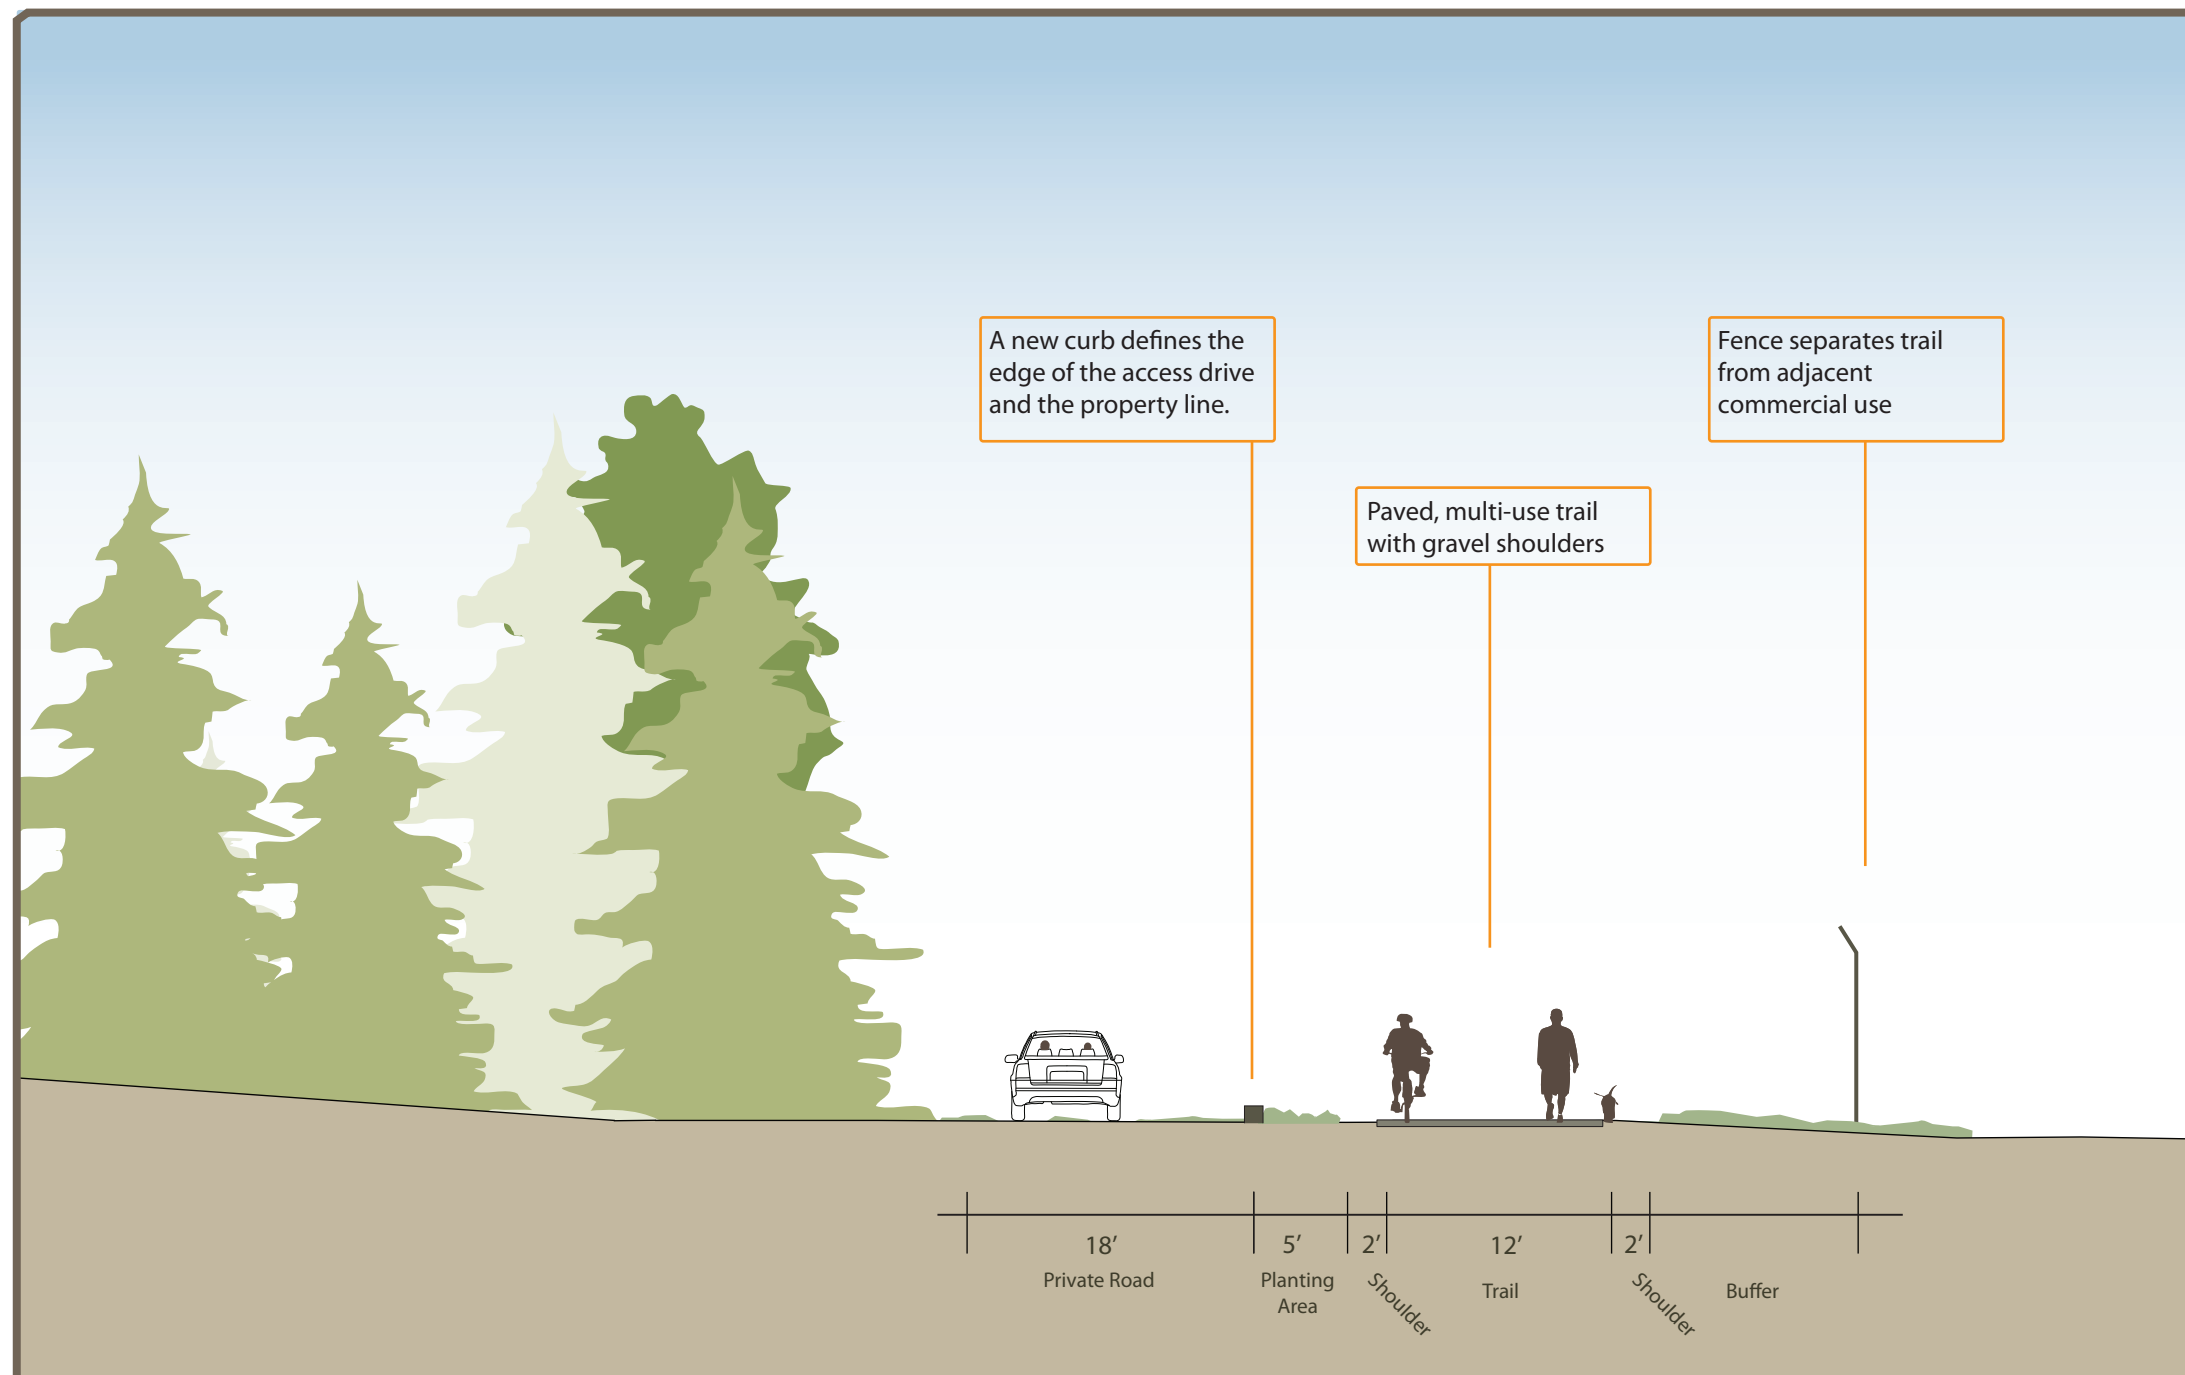 A new curb defines the
edge of the access drive
and the property line.
Fence separates trail
from adjacent
commercial use
Paved, multi-use trail
with gravel shoulders
18’
5’
2’
12’
2’
Private Road
Planting
Area
Shoulder
Trail
Shoulder
Buffer